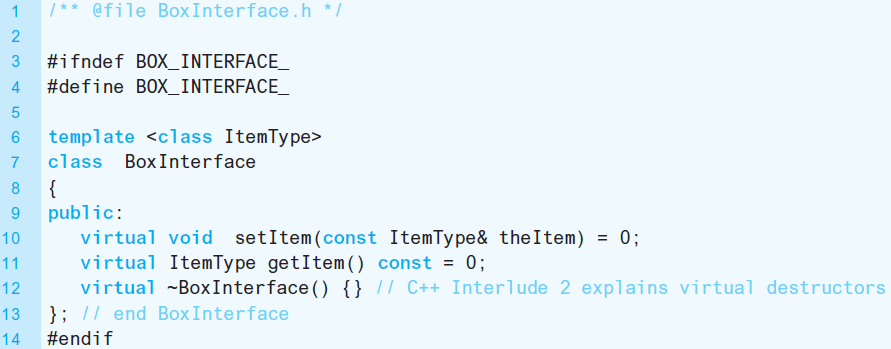 1 /** @file BoxInterface.h */
2
3 #ifndef BOX_INTERFACE_
4 #define BOX_INTERFACE_
5
6 template <class ItemType>
7 class  BoxInterface
8 {
9 public:
10    virtual void  setItem(const ItemType& theItem) = 0;
11    virtual ItemType getItem() const = 0;
12    virtual ~BoxInterface() {} // C++ Interlude 2 explains virtual destructors
13 }; // end BoxInterface
14 #endif